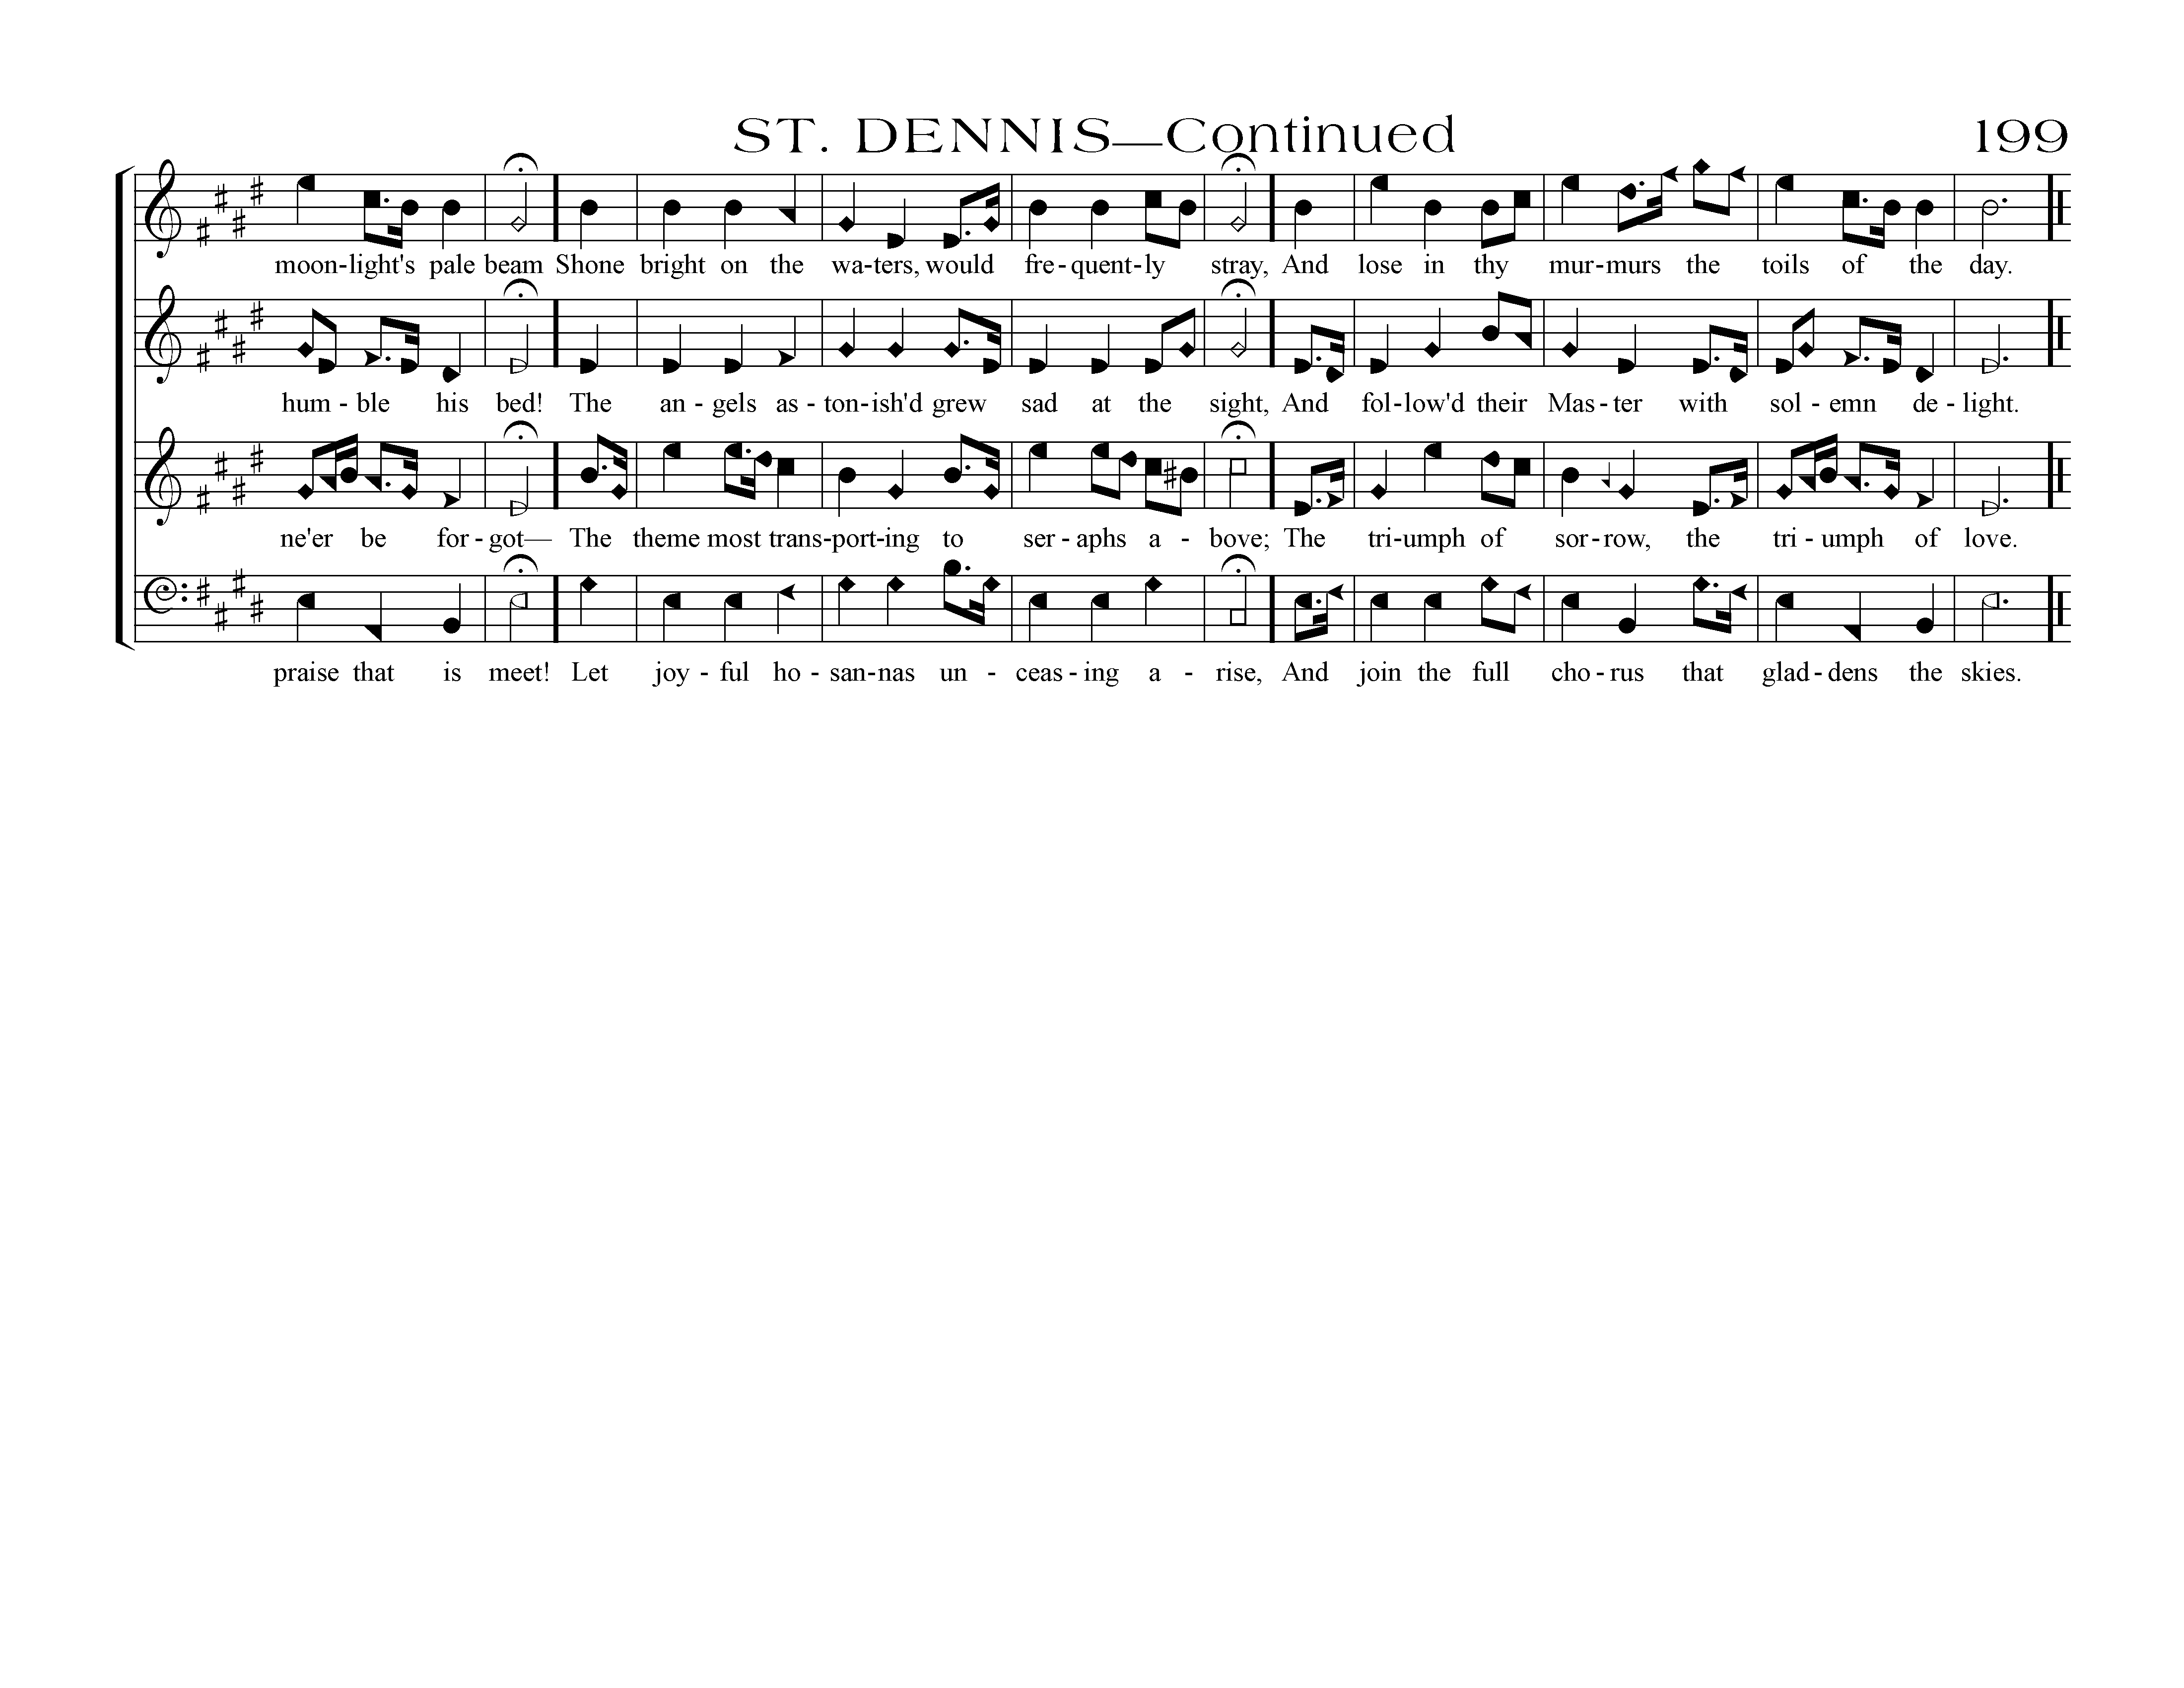 ST. DENNIS—Continued 199
moon-light's pale beam Shone bright on the wa-ters, would fre-quent-ly stray, And lose in thy mur-murs the toils of the day.
hum-ble his bed! The an-gels as-ton-ish'd grew sad at the sight, And fol-low'd their Mas-ter with sol-emn de-light.
ne'er be for-got— The theme most trans-port-ing to ser-aphs a-bove; The tri-umph of sor-row, the tri-umph of love.
praise that is meet! Let joy-ful ho-san-nas un-ceas-ing a-rise, And join the full cho-rus that glad-dens the skies.